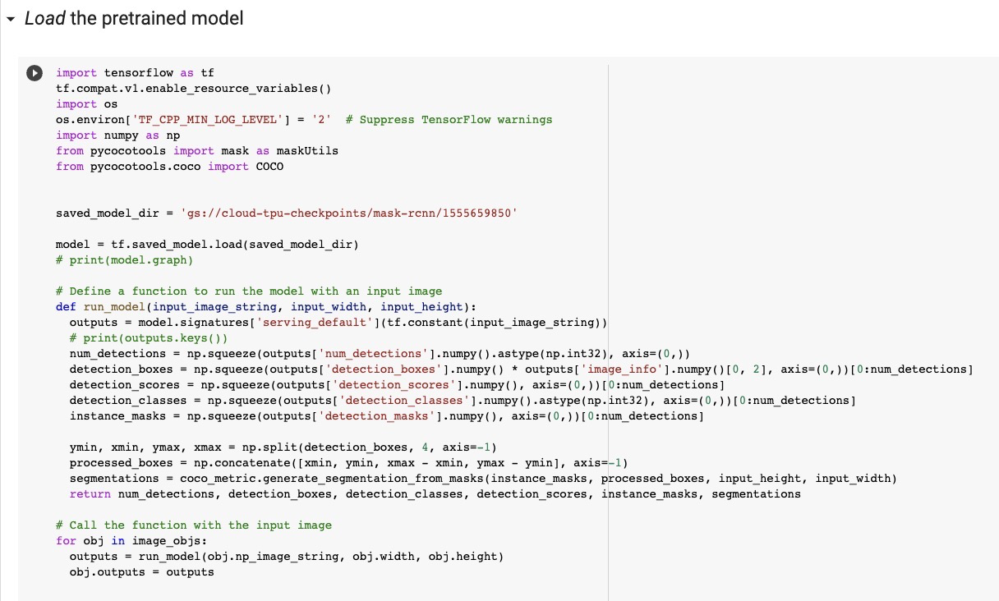 Load the pretrained model
import tensorflow as tf
tf.compat.v1.enable_resource_variables()
import os
os.environ['TF_CPP_MIN_LOG_LEVEL'] = '2'  # Suppress TensorFlow warnings
import numpy as np
from pycocotools import mask as maskUtils
from pycocotools.coco import COCO
saved_model_dir = 'gs://cloud-tpu-checkpoints/mask-rcnn/1555659850'
model = tf.saved_model.load(saved_model_dir)
# print(model.graph)
# Define a function to run the model with an input image
def run_model(input_image_string, input_width, input_height):
  outputs = model.signatures['serving_default'](tf.constant(input_image_string))
  # print(outputs.keys())
  num_detections = np.squeeze(outputs['num_detections'].numpy().astype(np.int32), axis=(0,))
  detection_boxes = np.squeeze(outputs['detection_boxes'].numpy() * outputs['image_info'].numpy()[0, 2], axis=(0,))[0:num_detections]
  detection_scores = np.squeeze(outputs['detection_scores'].numpy(), axis=(0,))[0:num_detections]
  detection_classes = np.squeeze(outputs['detection_classes'].numpy().astype(np.int32), axis=(0,))[0:num_detections]
  instance_masks = np.squeeze(outputs['detection_masks'].numpy(), axis=(0,))[0:num_detections]
  ymin, xmin, ymax, xmax = np.split(detection_boxes, 4, axis=-1)
  processed_boxes = np.concatenate([xmin, ymin, xmax - xmin, ymax - ymin], axis=-1)
  segmentations = coco_metric.generate_segmentation_from_masks(instance_masks, processed_boxes, input_height, input_width)
  return num_detections, detection_boxes, detection_classes, detection_scores, instance_masks, segmentations
# Call the function with the input image
for obj in image_objs:
  outputs = run_model(obj.np_image_string, obj.width, obj.height)
  obj.outputs = outputs